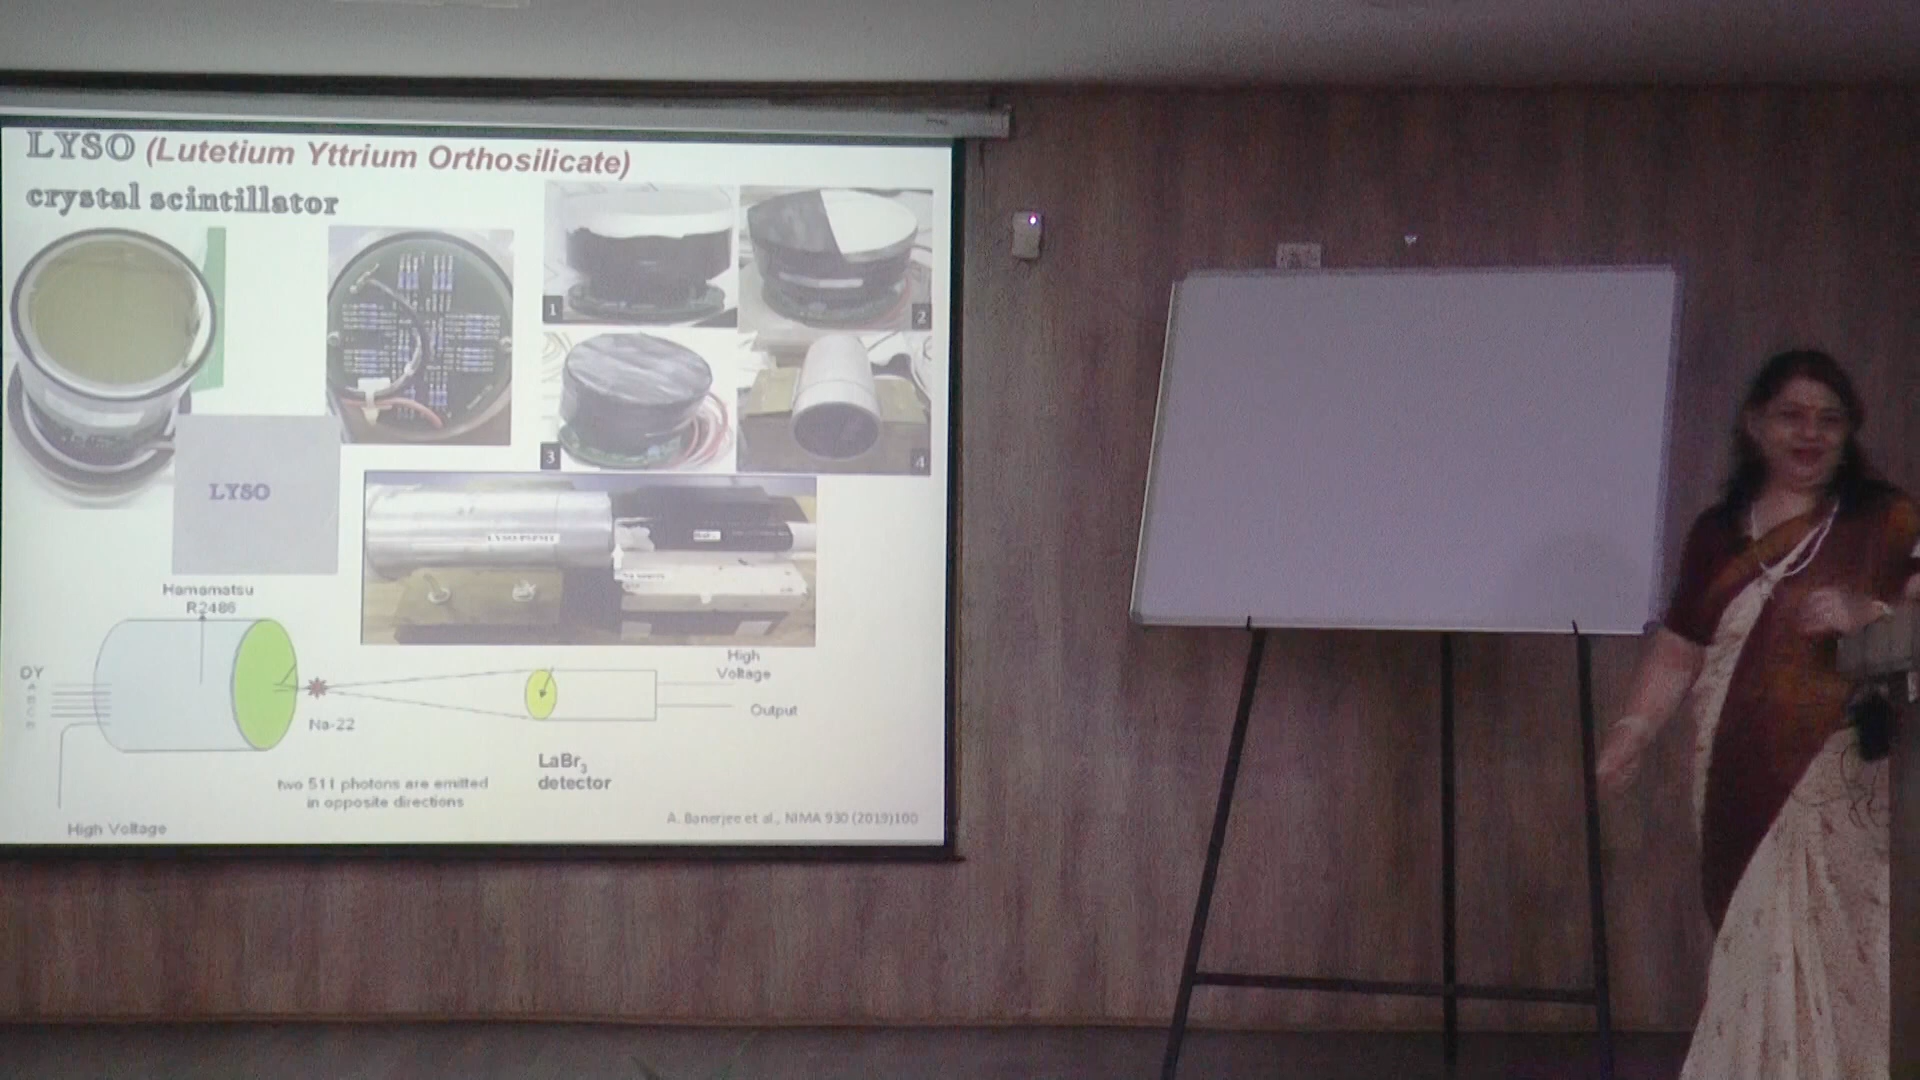 LYSO (Lutetium Yttrium Orthosilicate)
crystal scintillator
1
2
3
4
LYSO
Hamamatsu
R2486
DY
Na-22
High
Voltage
Output
LaBr3
detector
two 511 photons are emitted
in opposite directions
High Voltage
A. Banerjee et al., NIMA 930 (2019)100